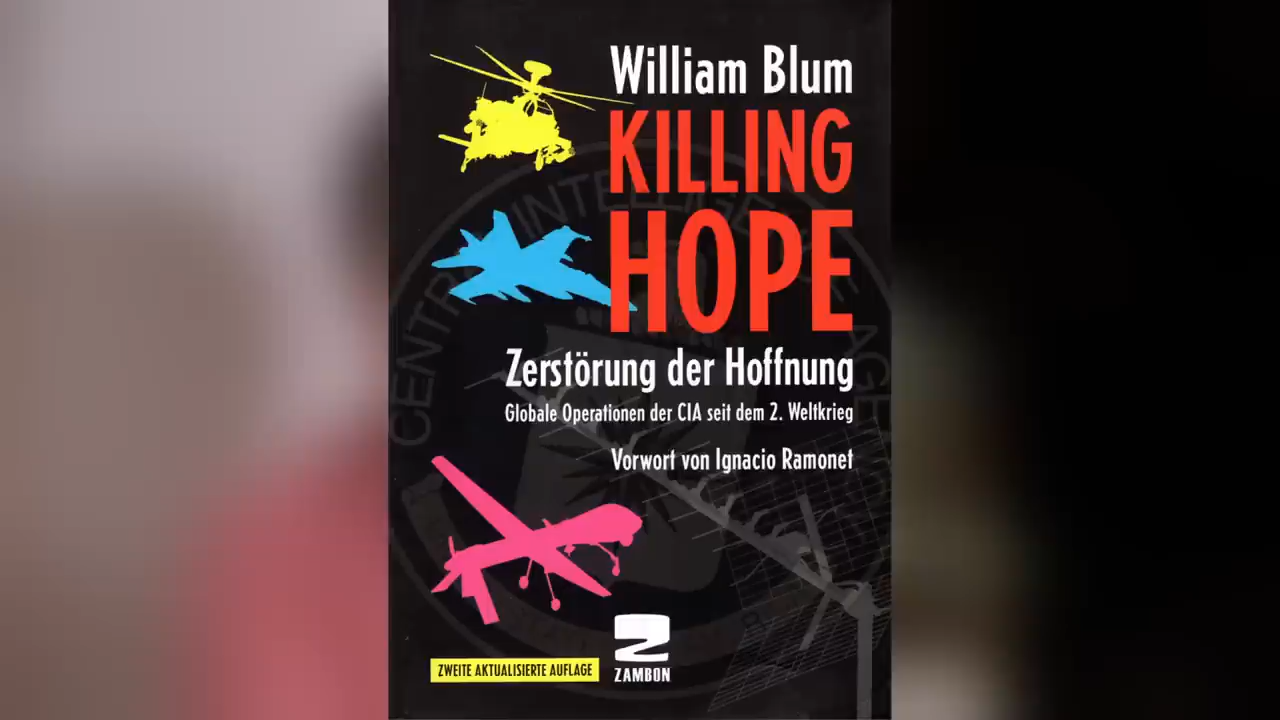 William Blum
KILLING
HOPE
Zerstörung der Hoffnung
Globale Operationen der CIA seit dem 2. Weltkrieg
Vorwort von Ignacio Ramonet
ZWEITE AKTUALISIERTE AUFLAGE
ZAMBON